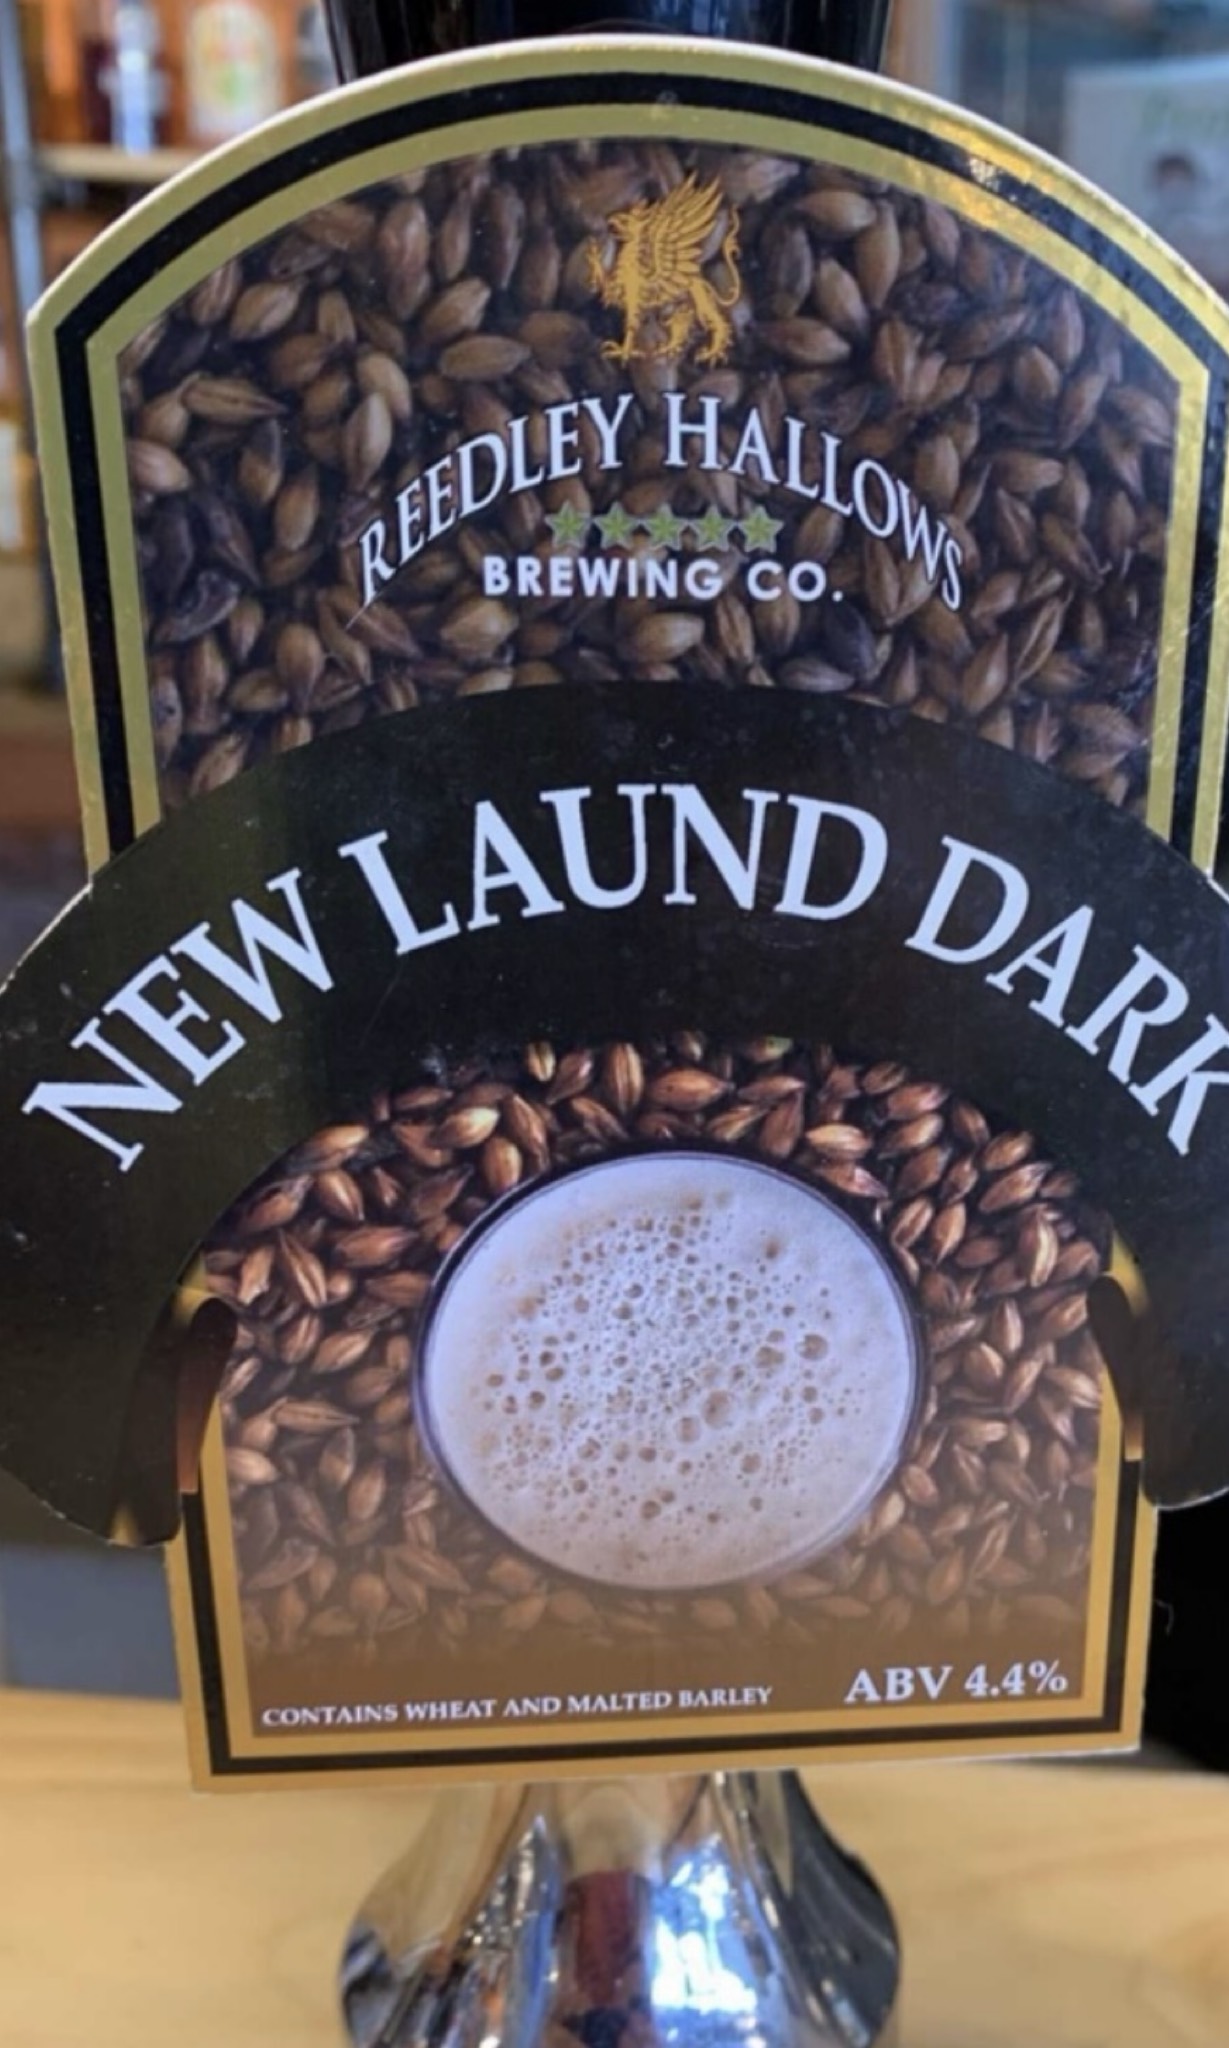 REEDLEY HALLOWS
BREWING CO.
NEW LAUND DARK
CONTAINS WHEAT AND MALTED BARLEY
ABV 4.4%